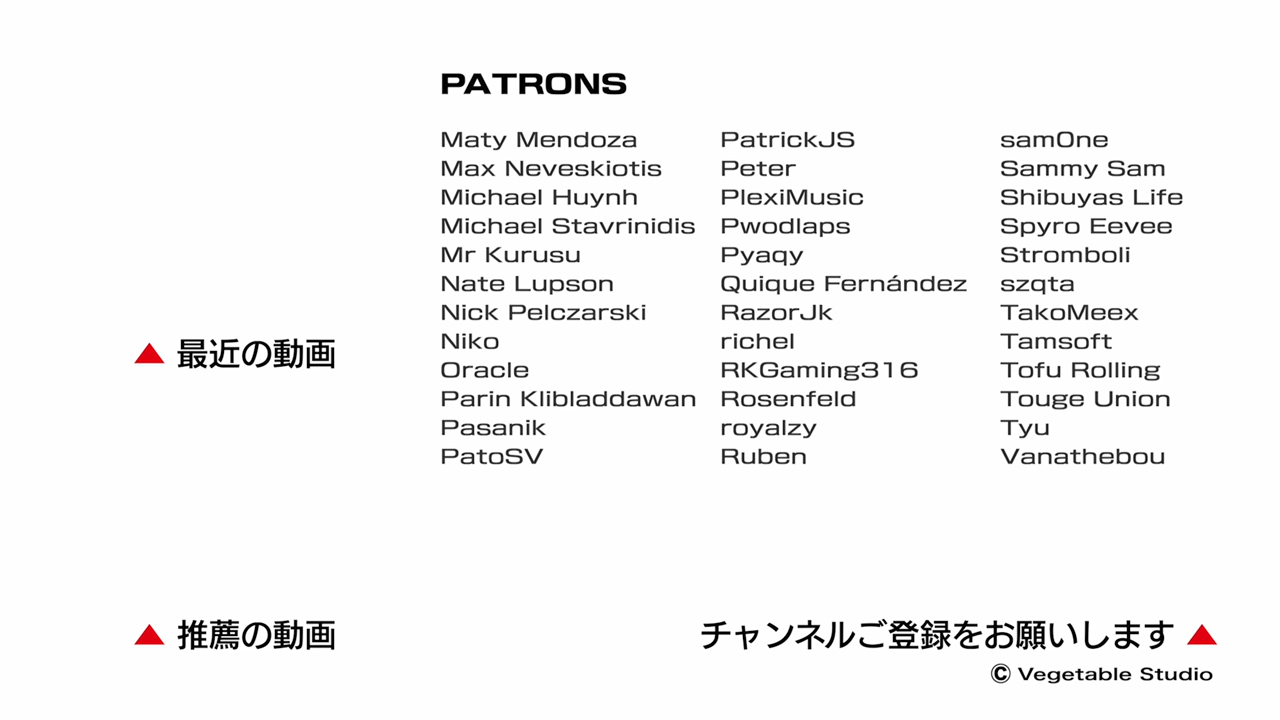 PATRONS
Maty Mendoza
Max Neveskiotis
Michael Huynh
Michael Stavrinidis
Mr Kurusu
Nate Lupson
Nick Pelczarski
Niko
Oracle
Parin Klibladdawan
Pasanik
PatoSV
PatrickJS
Peter
PlexiMusic
Pwodlaps
Pyaqy
Quique Fernández
RazorJk
richel
RKGaming316
Rosenfeld
royalzy
Ruben
sam0ne
Sammy Sam
Shibuyas Life
Spyro Eevee
Stromboli
szqta
TakoMeex
Tamsoft
Tofu Rolling
Touge Union
Tyu
Vanathebou
▲ 最近の動画
▲ 推薦の動画
チャンネルご登録をお願いします ▲
© Vegetable Studio